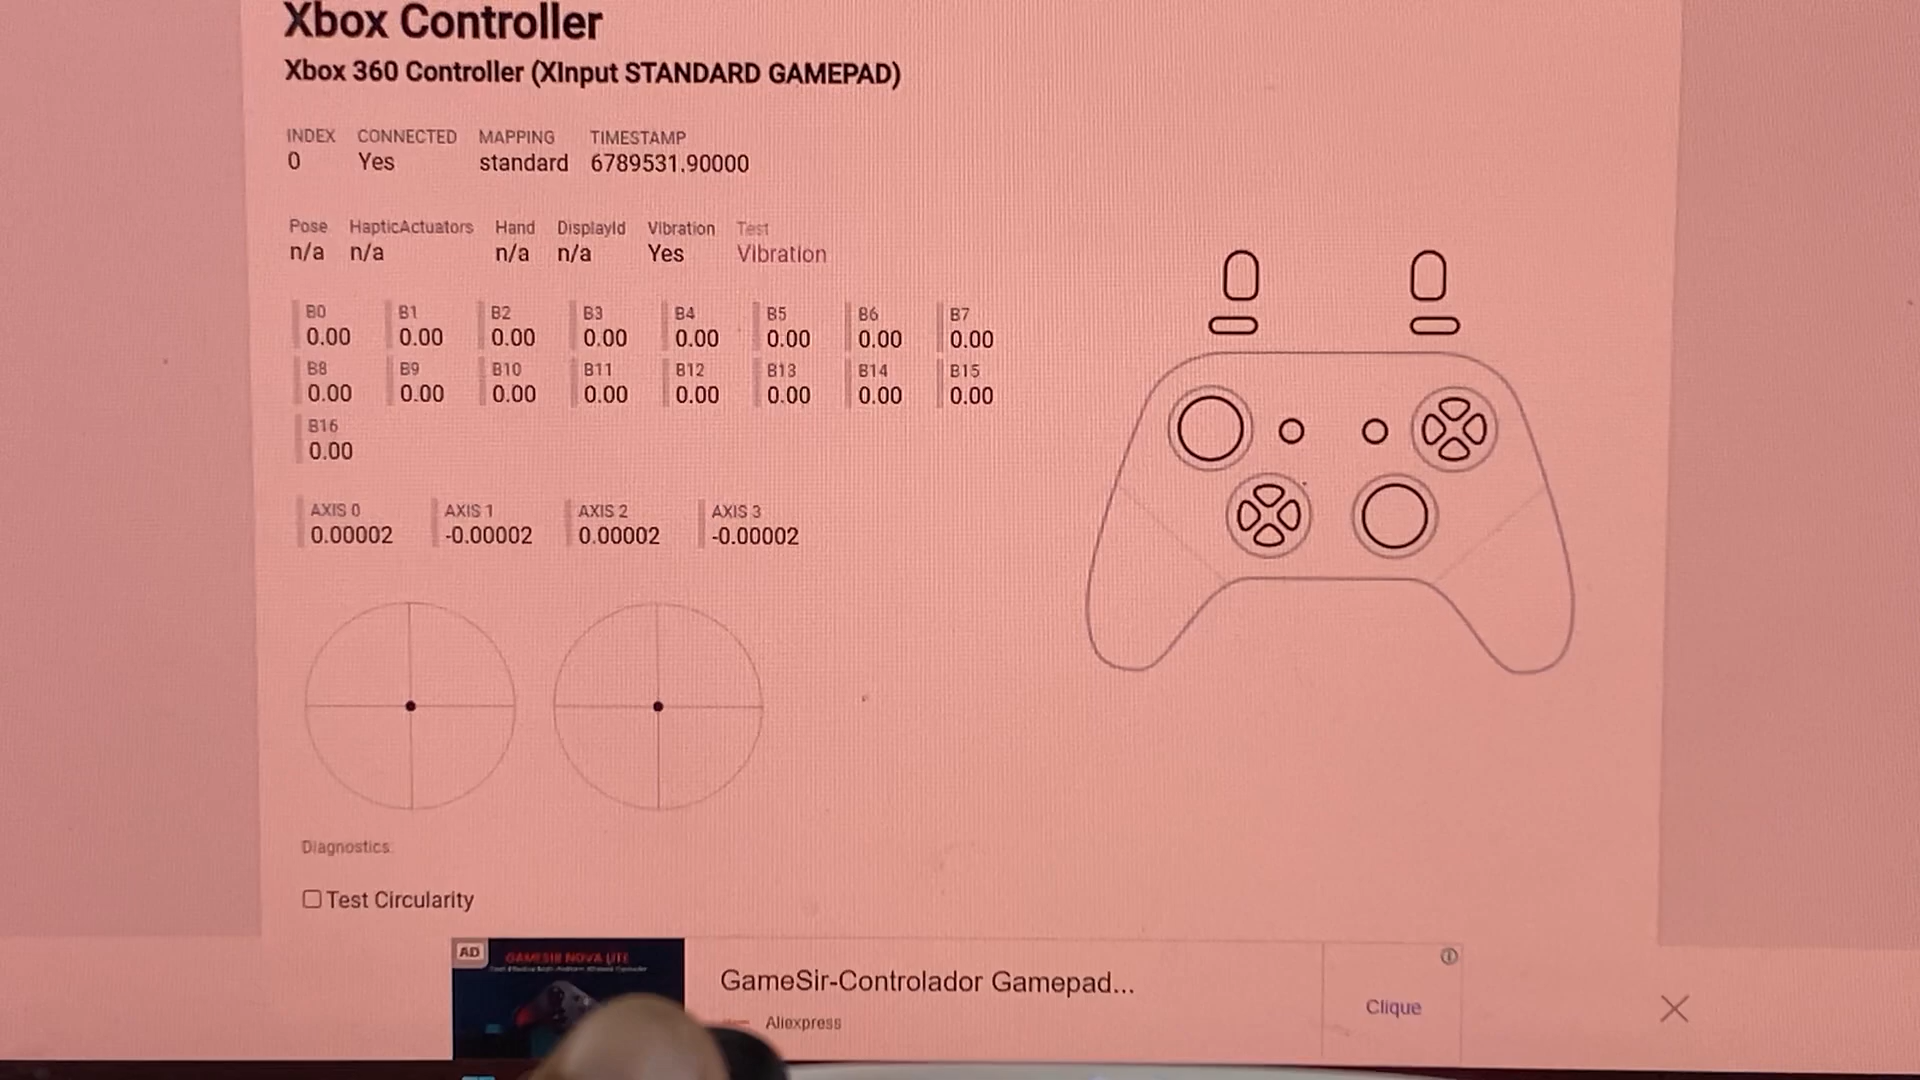 Xbox Controller
Xbox 360 Controller (XInput STANDARD GAMEPAD)
INDEX CONNECTED MAPPING TIMESTAMP
0 Yes standard 6789531.90000
Pose HapticActuators Hand DisplayId Vibration Test
n/a n/a n/a n/a Yes Vibration
B0 B1 B2 B3 B4 B5 B6 B7
0.00 0.00 0.00 0.00 0.00 0.00 0.00 0.00
B8 B9 B10 B11 B12 B13 B14 B15
0.00 0.00 0.00 0.00 0.00 0.00 0.00 0.00
B16
0.00
AXIS 0 AXIS 1 AXIS 2 AXIS 3
0.00002 -0.00002 0.00002 -0.00002
Diagnostics:
Test Circularity
AD
GAMESIR NOVA LITE
GameSir-Controlador Gamepad...
Aliexpress
Clique